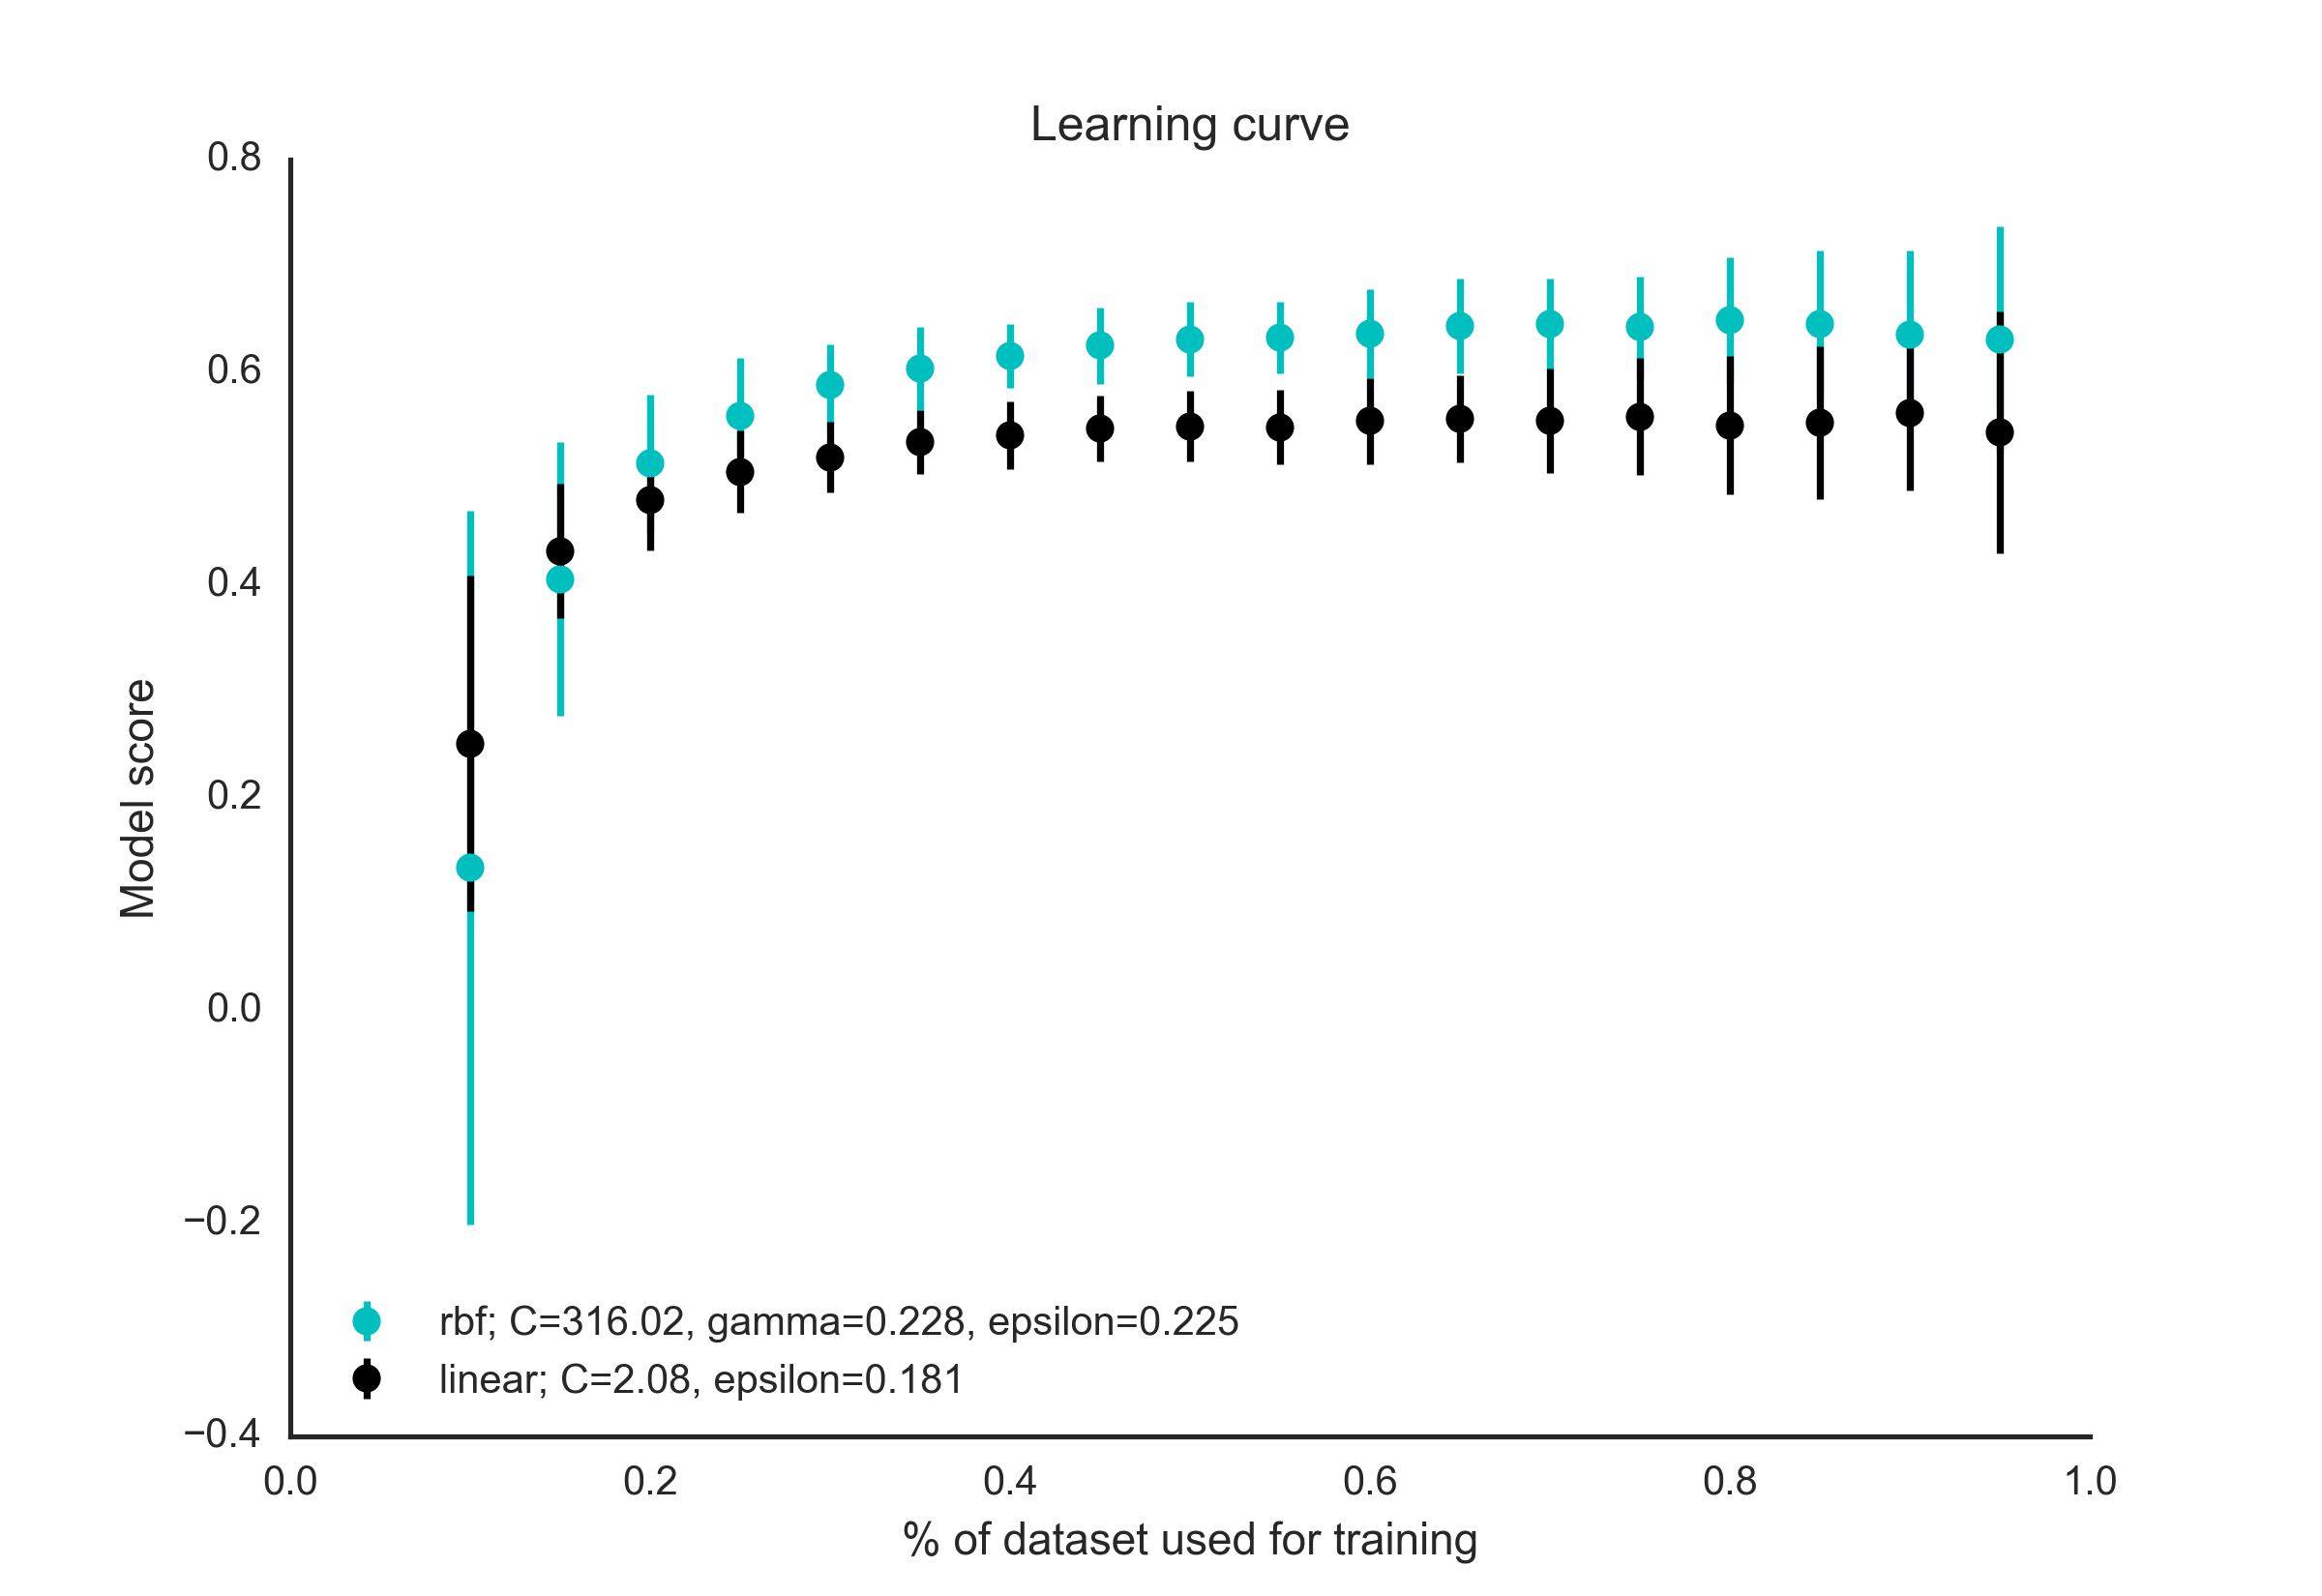 Learning curve
0.8
0.6
0.4
0.2
0.0
−0.2
−0.4
Model score
rbf; C=316.02, gamma=0.228, epsilon=0.225
linear; C=2.08, epsilon=0.181
0.0 0.2 0.4 0.6 0.8 1.0
% of dataset used for training